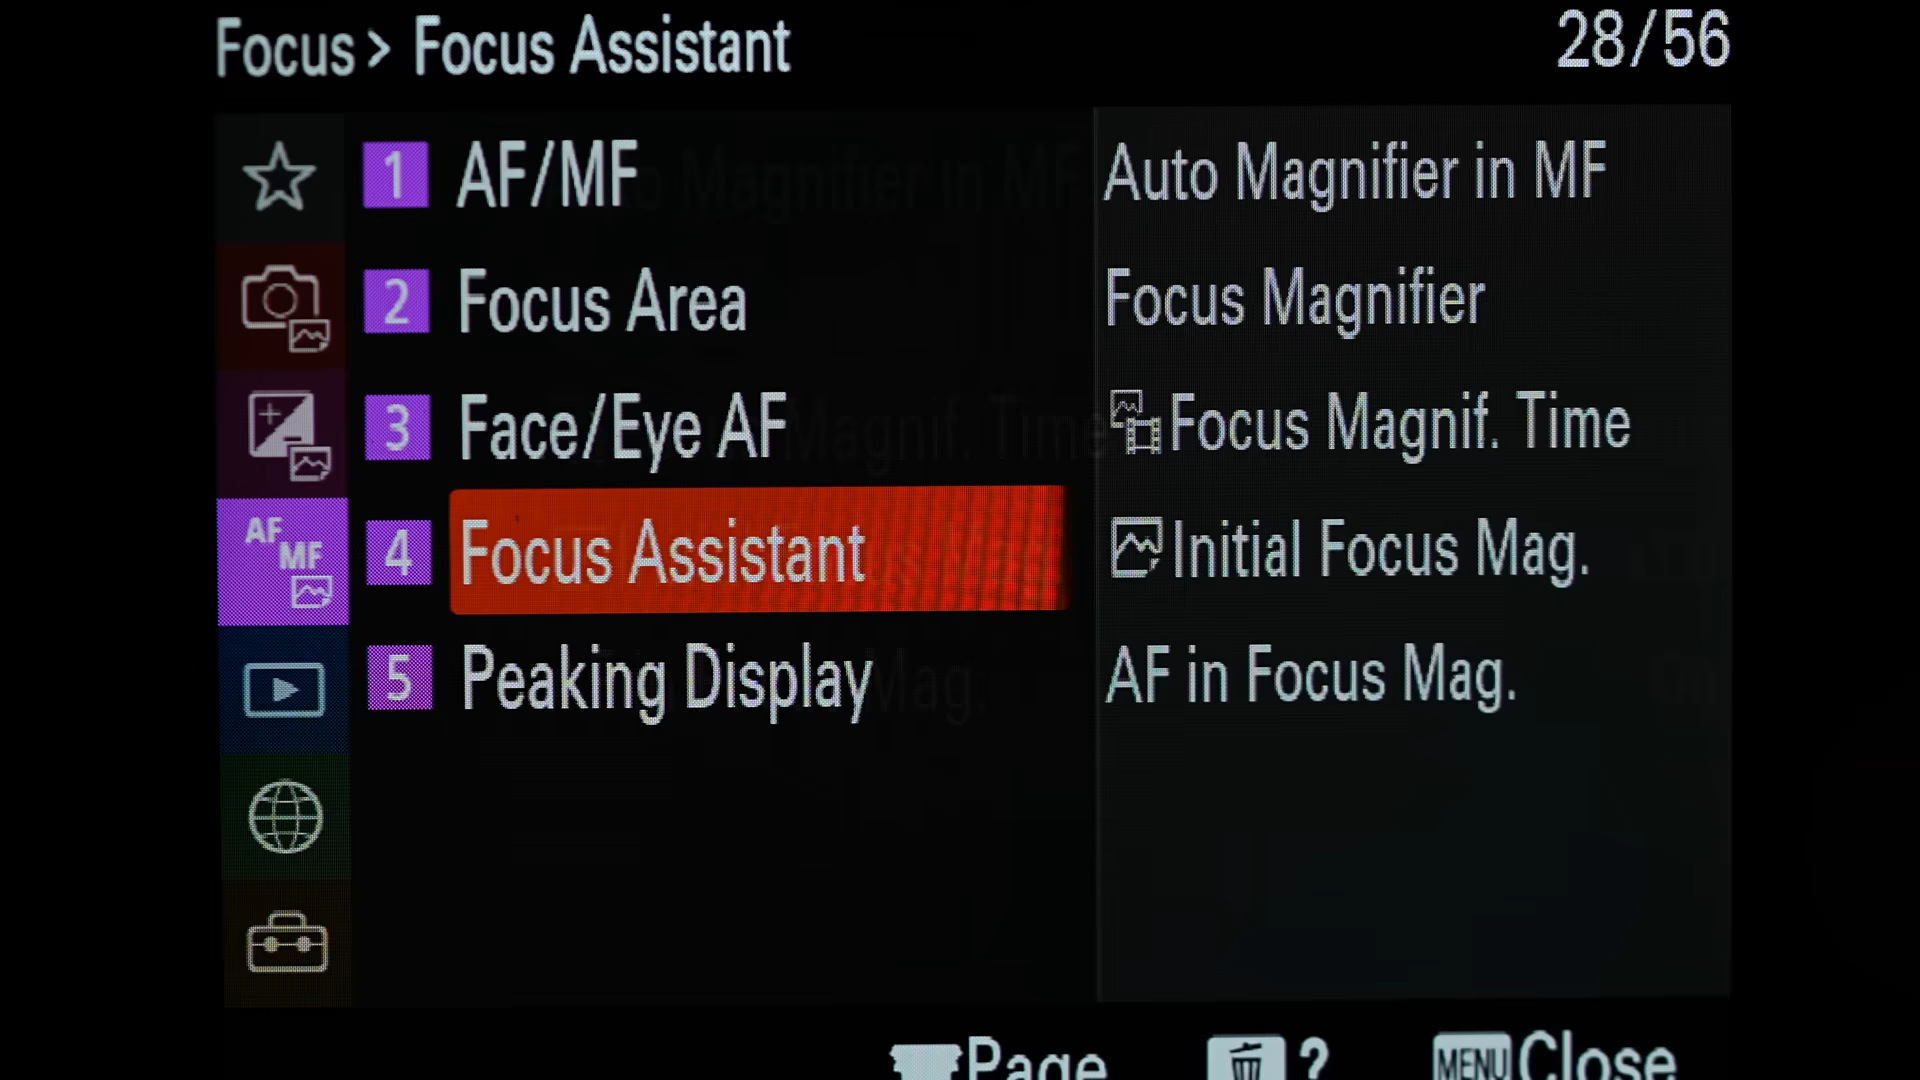 Focus> Focus Assistant
28/56
1 AF/MF
2 Focus Area
3 Face/Eye AF
4 Focus Assistant
5 Peaking Display
AF
MF
Auto Magnifier in MF
Focus Magnifier
Focus Magnif. Time
Initial Focus Mag.
AF in Focus Mag.
Page
?
MENU Close